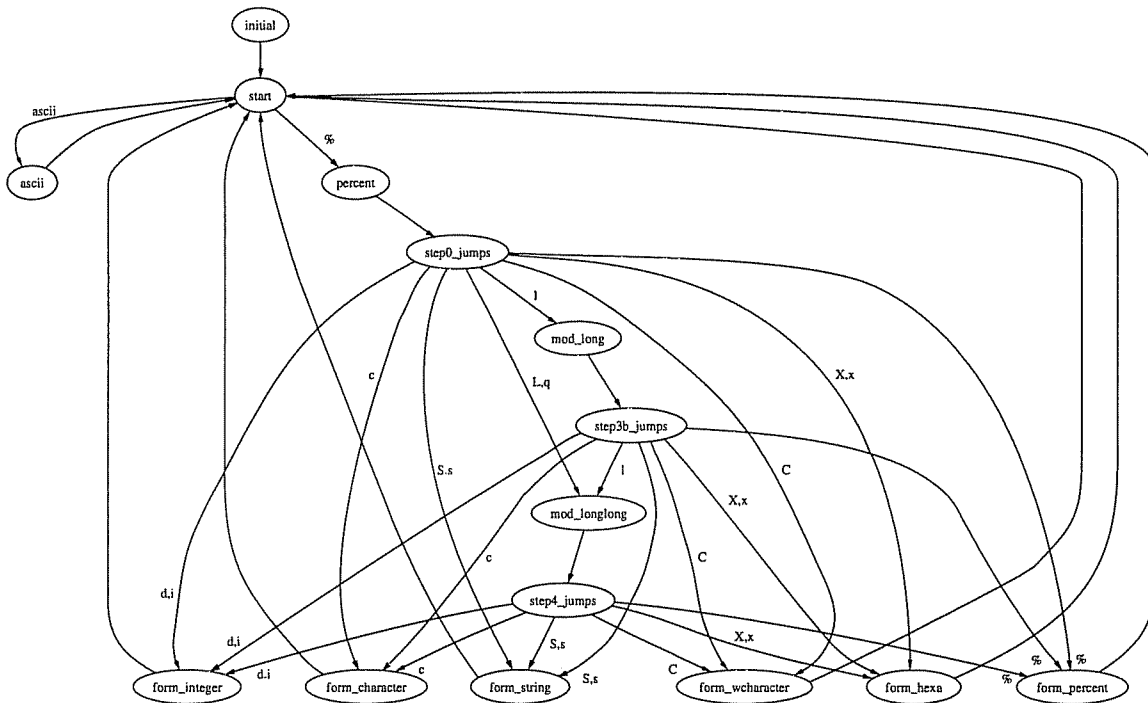 initial
start
ascii
%
ascii
percent
step0_jumps
l
mod_long
c
L,q
X,x
step3b_jumps
S,s
l
C
X,x
mod_longlong
c
C
d,i
step4_jumps
d,i
S,s
X,x
d,i
c
S,s
C
%
%
%
form_integer
form_character
form_string
form_wcharacter
form_hexa
form_percent